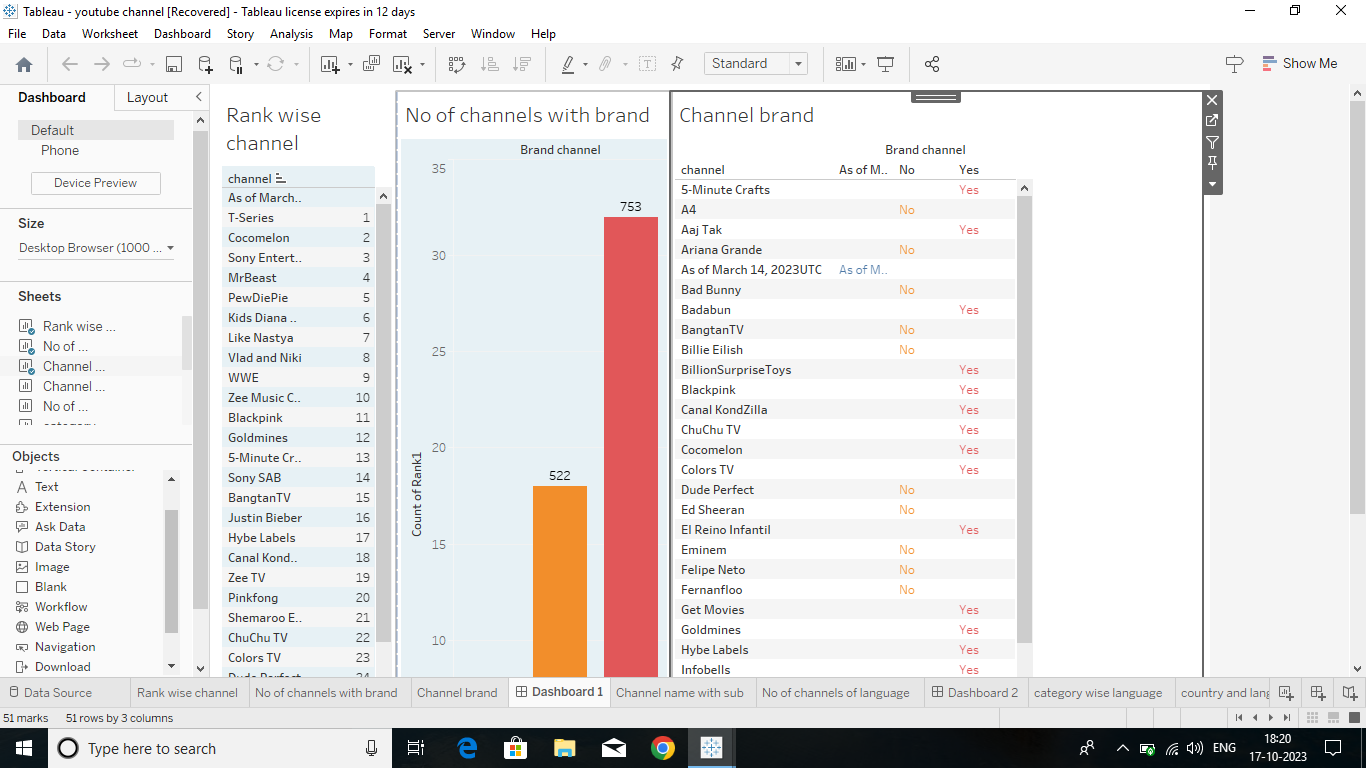 Tableau - youtube channel [Recovered] - Tableau license expires in 12 days
File Data Worksheet Dashboard Story Analysis Map Format Server Window Help
Standard
Show Me
Dashboard
Layout
Default
Phone
Device Preview
Size
Desktop Browser (1000 ...
Sheets
Rank wise ...
No of ...
Channel ...
Channel ...
No of ...
Objects
Text
Extension
Ask Data
Data Story
Image
Blank
Workflow
Web Page
Navigation
Download
Rank wise
channel
channel
As of March..
T-Series 1
Cocomelon 2
Sony Entert.. 3
MrBeast 4
PewDiePie 5
Kids Diana .. 6
Like Nastya 7
Vlad and Niki 8
WWE 9
Zee Music C.. 10
Blackpink 11
Goldmines 12
5-Minute Cr.. 13
Sony SAB 14
BangtanTV 15
Justin Bieber 16
Hybe Labels 17
Canal Kond.. 18
Zee TV 19
Pinkfong 20
Shemaroo E.. 21
ChuChu TV 22
Colors TV 23
No of channels with brand
Brand channel
35
30
25
20
15
10
Count of Rank1
753
522
Channel brand
Brand channel
channel As of M.. No Yes
5-Minute Crafts Yes
A4 No
Aaj Tak Yes
Ariana Grande No
As of March 14, 2023UTC As of M..
Bad Bunny No
Badabun Yes
BangtanTV No
Billie Eilish No
BillionSurpriseToys Yes
Blackpink Yes
Canal KondZilla Yes
ChuChu TV Yes
Cocomelon Yes
Colors TV Yes
Dude Perfect No
Ed Sheeran No
El Reino Infantil Yes
Eminem No
Felipe Neto No
Fernanfloo No
Get Movies Yes
Goldmines Yes
Hybe Labels Yes
Infobells Yes
Data Source Rank wise channel No of channels with brand Channel brand Dashboard 1 Channel name with sub No of channels of language Dashboard 2 category wise language country and lang
51 marks 51 rows by 3 columns
Type here to search
ENG
18:20
17-10-2023